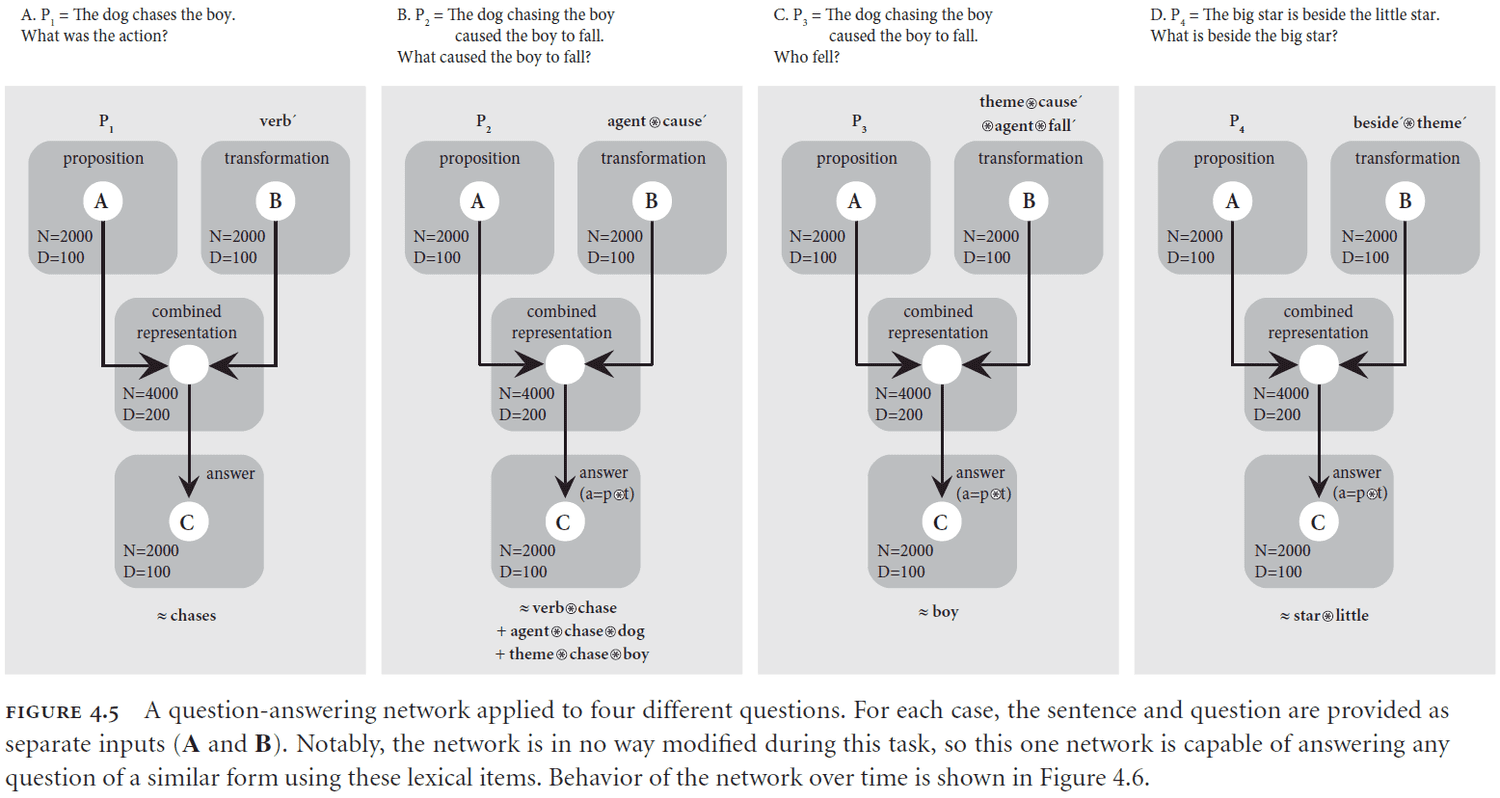 A. P₁ = The dog chases the boy.
What was the action?
B. P₂ = The dog chasing the boy
caused the boy to fall.
What caused the boy to fall?
C. P₃ = The dog chasing the boy
caused the boy to fall.
Who fell?
D. P₄ = The big star is beside the little star.
What is beside the big star?
P₁
verb´
proposition
transformation
A
B
N=2000
D=100
N=2000
D=100
combined
representation
N=4000
D=200
answer
C
N=2000
D=100
≈ chases
P₂
agent⊛cause´
proposition
transformation
A
B
N=2000
D=100
N=2000
D=100
combined
representation
N=4000
D=200
answer
(a=p⊛t)
C
N=2000
D=100
≈ verb⊛chase
+ agent⊛chase⊛dog
+ theme⊛chase⊛boy
P₃
theme⊛cause´
⊛agent⊛fall´
proposition
transformation
A
B
N=2000
D=100
N=2000
D=100
combined
representation
N=4000
D=200
answer
(a=p⊛t)
C
N=2000
D=100
≈ boy
P₄
beside´⊛theme´
proposition
transformation
A
B
N=2000
D=100
N=2000
D=100
combined
representation
N=4000
D=200
answer
(a=p⊛t)
C
N=2000
D=100
≈ star⊛little
FIGURE 4.5 A question-answering network applied to four different questions. For each case, the sentence and question are provided as
separate inputs (A and B). Notably, the network is in no way modified during this task, so this one network is capable of answering any
question of a similar form using these lexical items. Behavior of the network over time is shown in Figure 4.6.